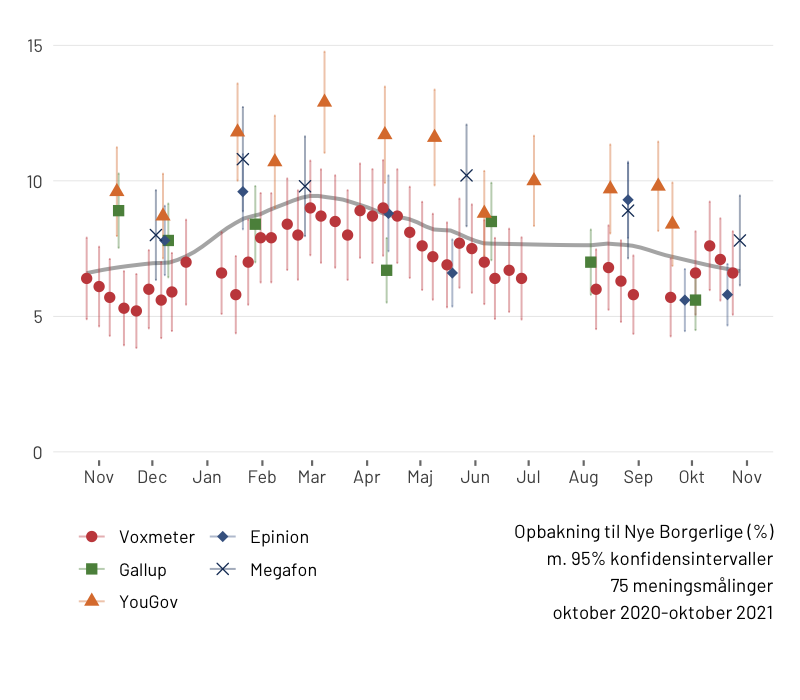 15
10
5
0
Nov Dec Jan Feb Mar Apr Maj Jun Jul Aug Sep Okt Nov
Voxmeter Epinion
Gallup Megafon
YouGov
Opbakning til Nye Borgerlige (%)
m. 95% konfidensintervaller
75 meningsmålinger
oktober 2020-oktober 2021